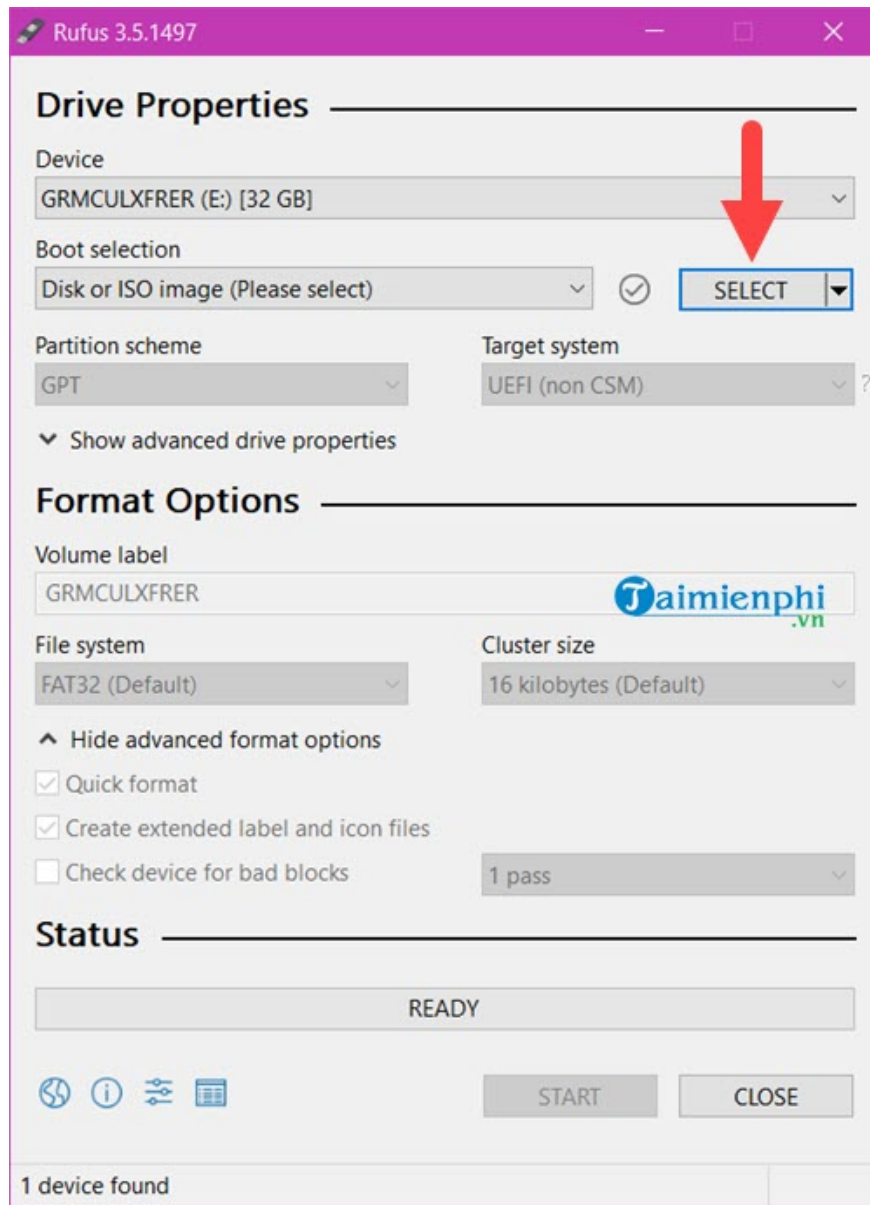 Rufus 3.5.1497
Drive Properties
Device
GRMCULXFRER (E:) [32 GB]
Boot selection
Disk or ISO image (Please select)
SELECT
Partition scheme
Target system
GPT
UEFI (non CSM)
?
Show advanced drive properties
Format Options
Volume label
GRMCULXFRER
Taimienphi
.vn
File system
Cluster size
FAT32 (Default)
16 kilobytes (Default)
Hide advanced format options
Quick format
Create extended label and icon files
Check device for bad blocks
1 pass
Status
READY
START
CLOSE
1 device found